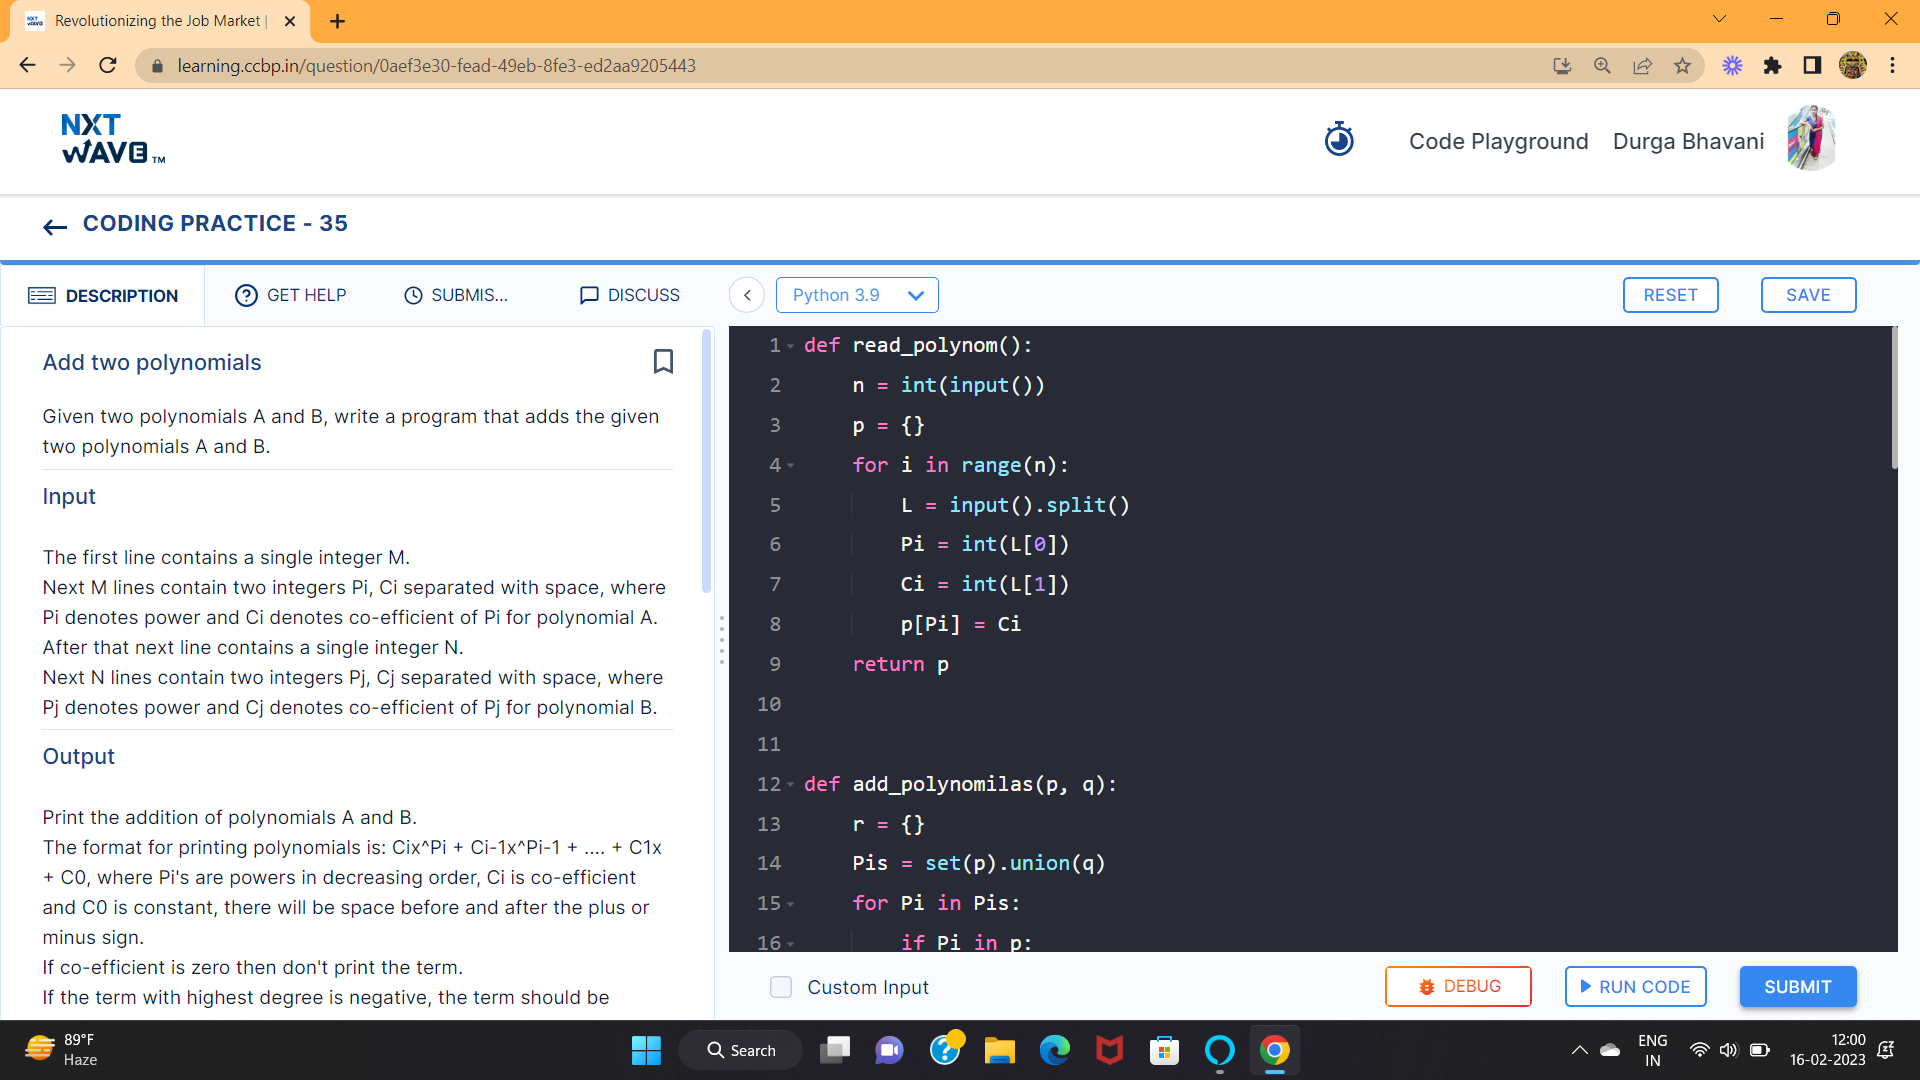 Revolutionizing the Job Market |
learning.ccbp.in/question/0aef3e30-fead-49eb-8fe3-ed2aa9205443
NXT
WAVE TM
Code Playground
Durga Bhavani
CODING PRACTICE - 35
DESCRIPTION
GET HELP
SUBMIS...
DISCUSS
Python 3.9
RESET
SAVE
Add two polynomials
Given two polynomials A and B, write a program that adds the given
two polynomials A and B.
Input
The first line contains a single integer M.
Next M lines contain two integers Pi, Ci separated with space, where
Pi denotes power and Ci denotes co-efficient of Pi for polynomial A.
After that next line contains a single integer N.
Next N lines contain two integers Pj, Cj separated with space, where
Pj denotes power and Cj denotes co-efficient of Pj for polynomial B.
Output
Print the addition of polynomials A and B.
The format for printing polynomials is: Cix^Pi + Ci-1x^Pi-1 + .... + C1x
+ C0, where Pi's are powers in decreasing order, Ci is co-efficient
and C0 is constant, there will be space before and after the plus or
minus sign.
If co-efficient is zero then don't print the term.
If the term with highest degree is negative, the term should be
1 def read_polynom():
2 n = int(input())
3 p = {}
4 for i in range(n):
5 L = input().split()
6 Pi = int(L[0])
7 Ci = int(L[1])
8 p[Pi] = Ci
9 return p
10
11
12 def add_polynomilas(p, q):
13 r = {}
14 Pis = set(p).union(q)
15 for Pi in Pis:
16 if Pi in p:
Custom Input
DEBUG
RUN CODE
SUBMIT
89°F
Haze
Search
ENG
IN
12:00
16-02-2023